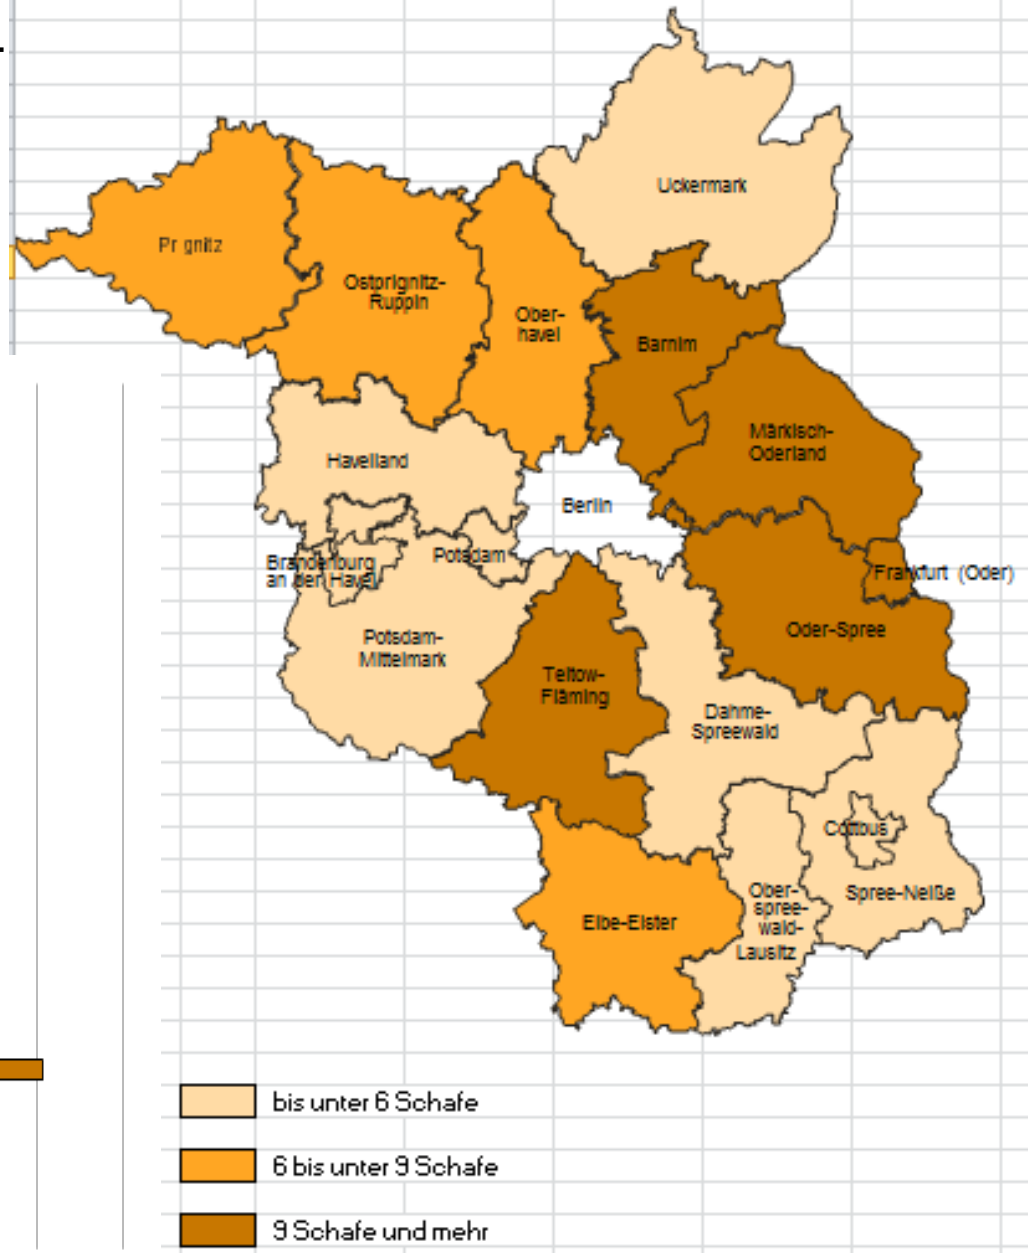 Uckermark
Pr gnitz
Ostprignitz-
Ruppin
Ober-
havel
Barnim
Märkisch-
Oderland
Havelland
Berlin
Brandenburg
an der Havel
Potsdam
Frankfurt (Oder)
Potsdam-
Mittelmark
Oder-Spree
Teltow-
Fläming
Dahme-
Spreewald
Cottbus
Spree-Neiße
Ober-
spree-
wald-
Lausitz
Elbe-Elster
bis unter 6 Schafe
6 bis unter 9 Schafe
9 Schafe und mehr